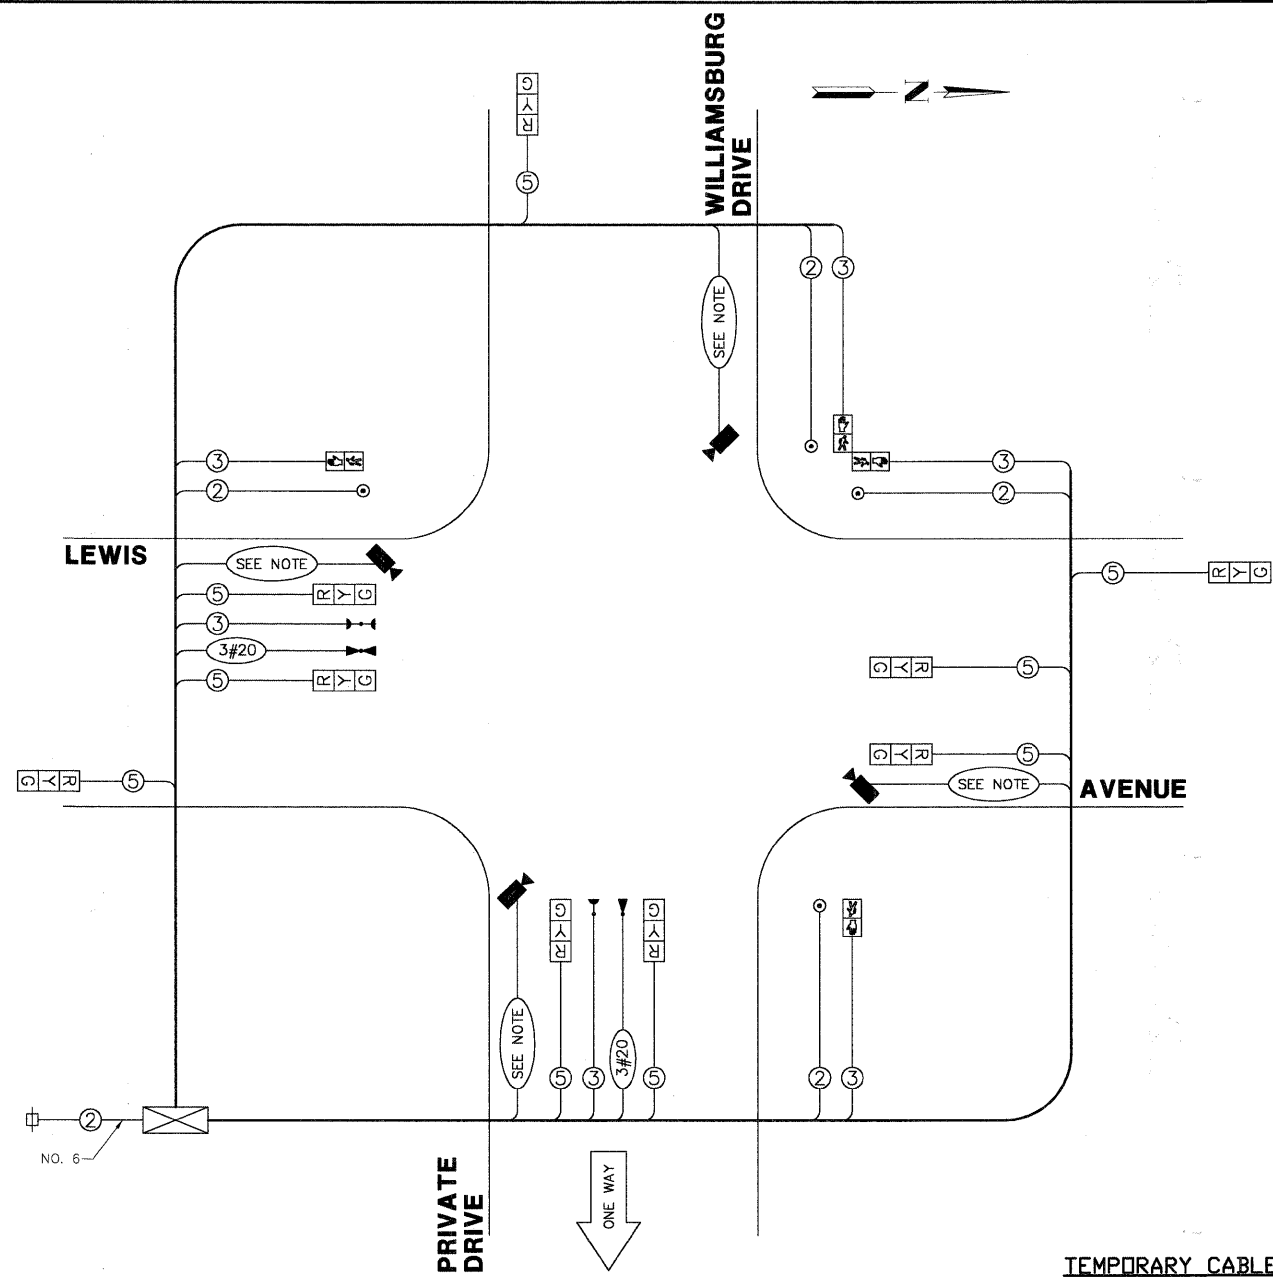 WILLIAMSBURG
DRIVE
N
G Y R
5
2
3
SEE NOTE
3
2
3
2
LEWIS
SEE NOTE
5
R Y G
3
3#20
5
R Y G
5
R Y G
G Y R
5
G Y R
5
SEE NOTE
AVENUE
G Y R
5
SEE NOTE
G Y R
5
3
3#20
G Y R
5
2
3
2
NO. 6
PRIVATE
DRIVE
ONE WAY
TEMPORARY CABLE